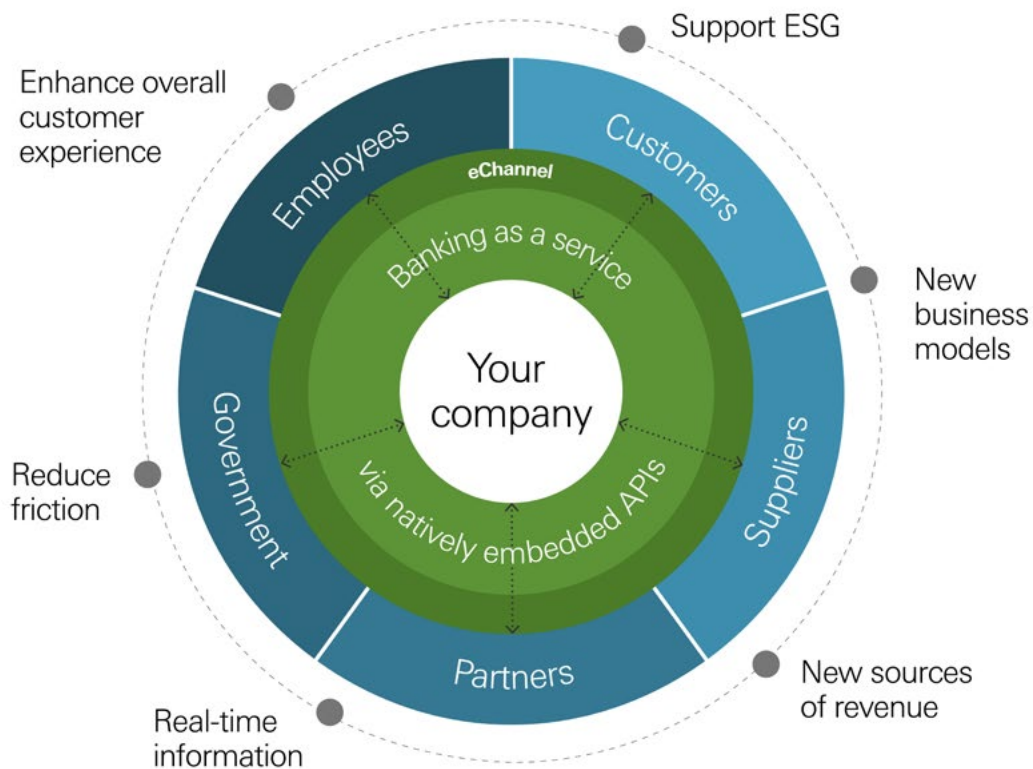 Support ESG
Enhance overall
customer
experience
Employees
Customers
eChannel
Banking as a service
New
business
models
Your
company
Government
Suppliers
via natively embedded APIs
Reduce
friction
Partners
New sources
of revenue
Real-time
information